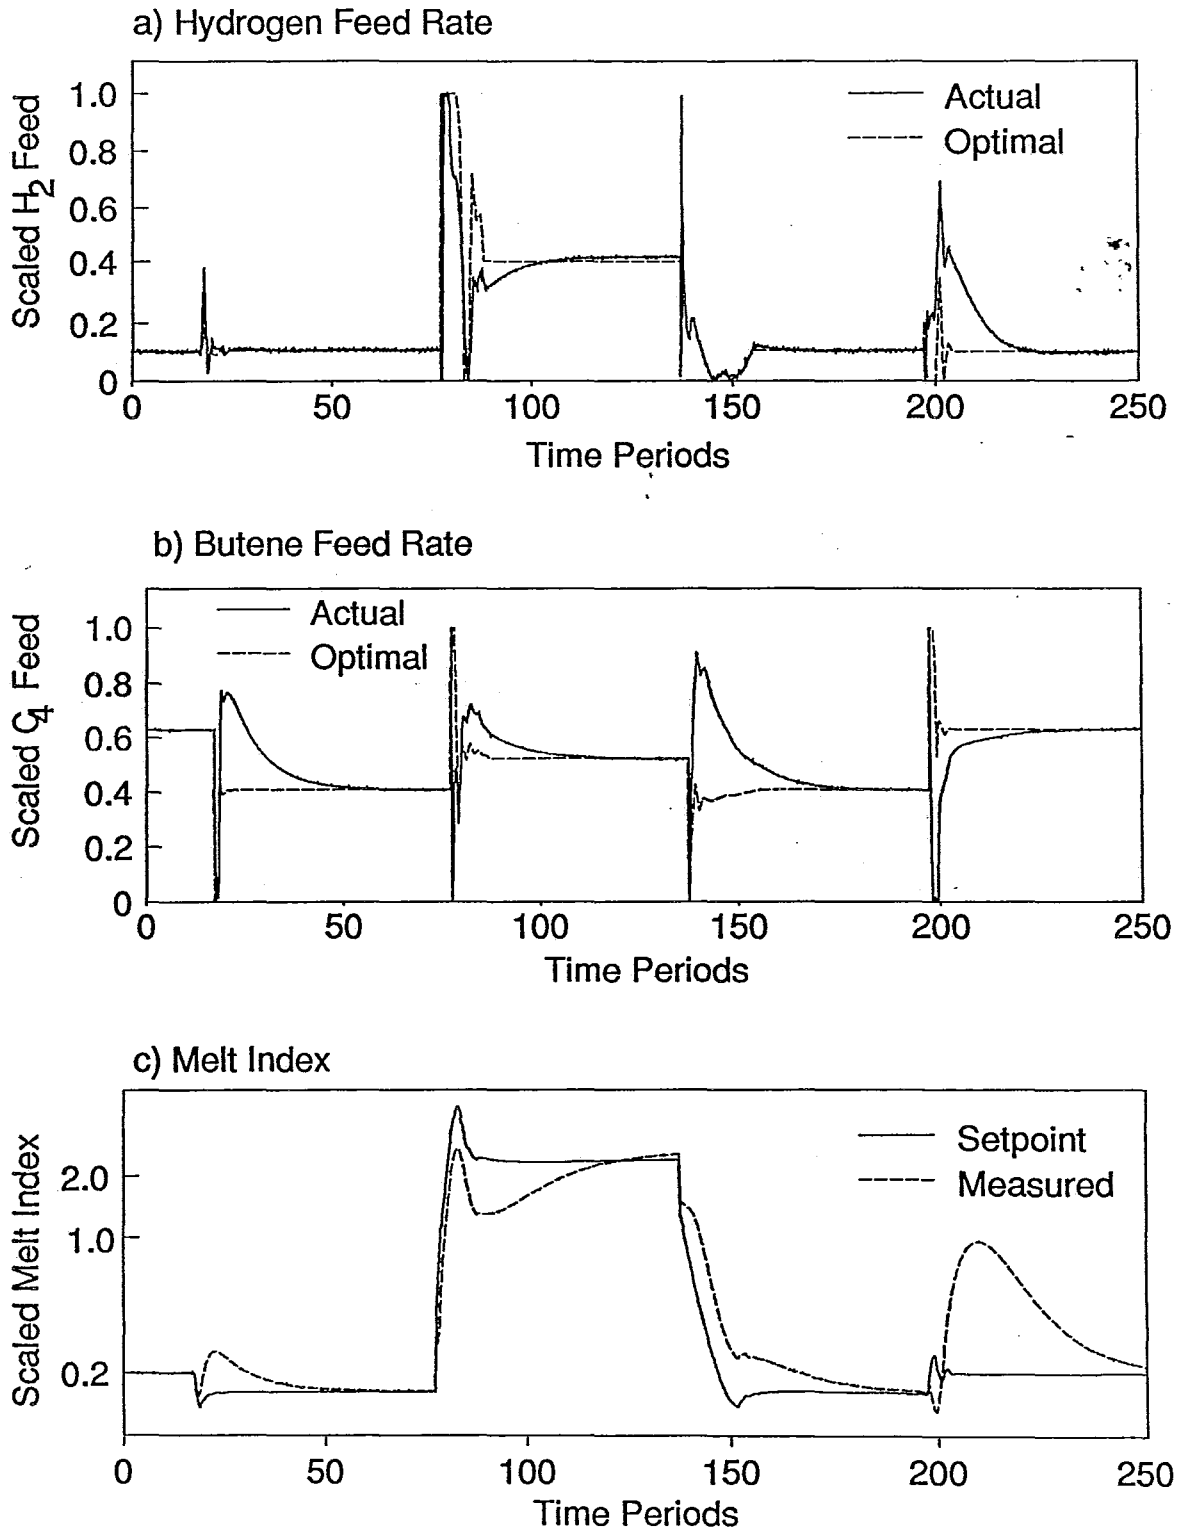 a) Hydrogen Feed Rate
Scaled H2 Feed
1.0
0.8
0.6
0.4
0.2
0
Actual
Optimal
0 50 100 150 200 250
Time Periods
b) Butene Feed Rate
Scaled C4 Feed
1.0
0.8
0.6
0.4
0.2
0
Actual
Optimal
0 50 100 150 200 250
Time Periods
c) Melt Index
Scaled Melt Index
2.0
1.0
0.2
Setpoint
Measured
0 50 100 150 200 250
Time Periods